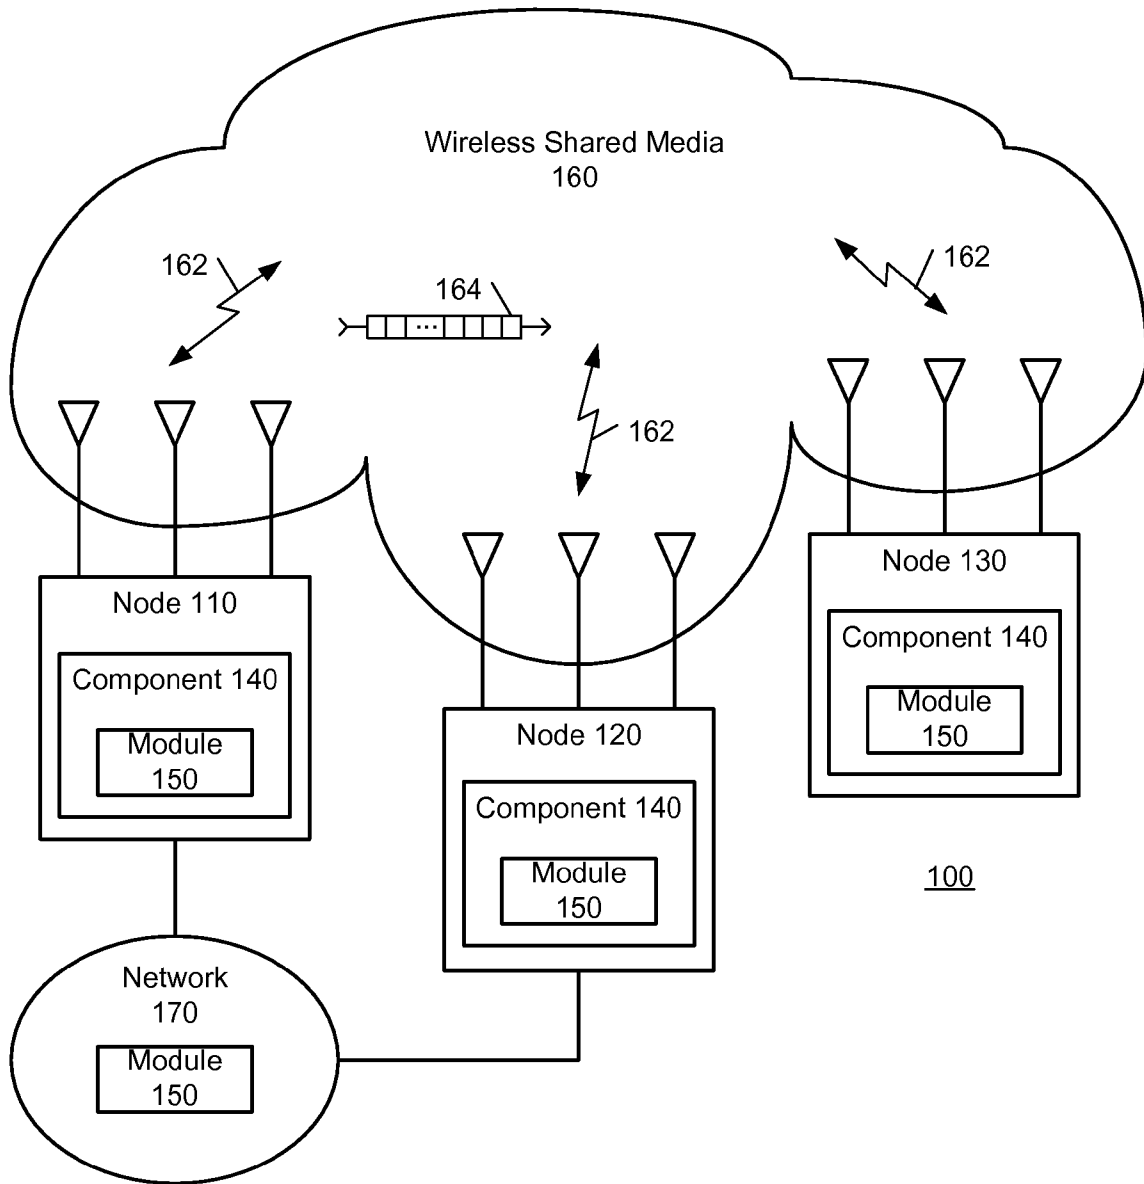 Wireless Shared Media
160
162
164
162
162
Node 110
Component 140
Module
150
Node 120
Component 140
Module
150
Node 130
Component 140
Module
150
100
Network
170
Module
150